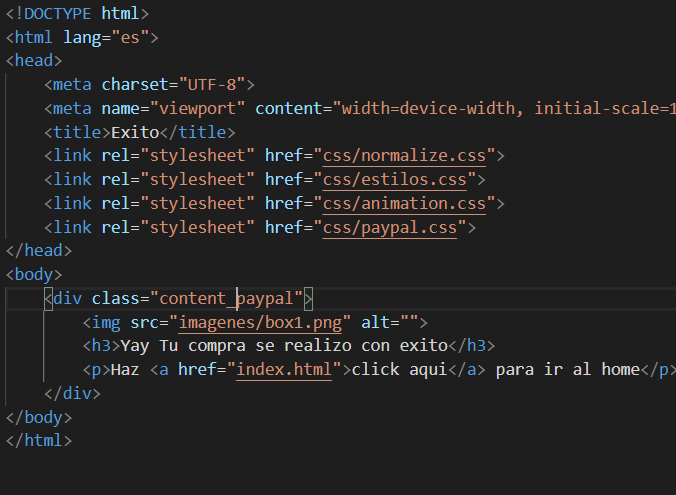 <!DOCTYPE html>
<html lang="es">
<head>
    <meta charset="UTF-8">
    <meta name="viewport" content="width=device-width, initial-scale=1
    <title>Exito</title>
    <link rel="stylesheet" href="css/normalize.css">
    <link rel="stylesheet" href="css/estilos.css">
    <link rel="stylesheet" href="css/animation.css">
    <link rel="stylesheet" href="css/paypal.css">
</head>
<body>
    <div class="content_paypal">
        <img src="imagenes/box1.png" alt="">
        <h3>Yay Tu compra se realizo con exito</h3>
        <p>Haz <a href="index.html">click aqui</a> para ir al home</p>
    </div>
</body>
</html>